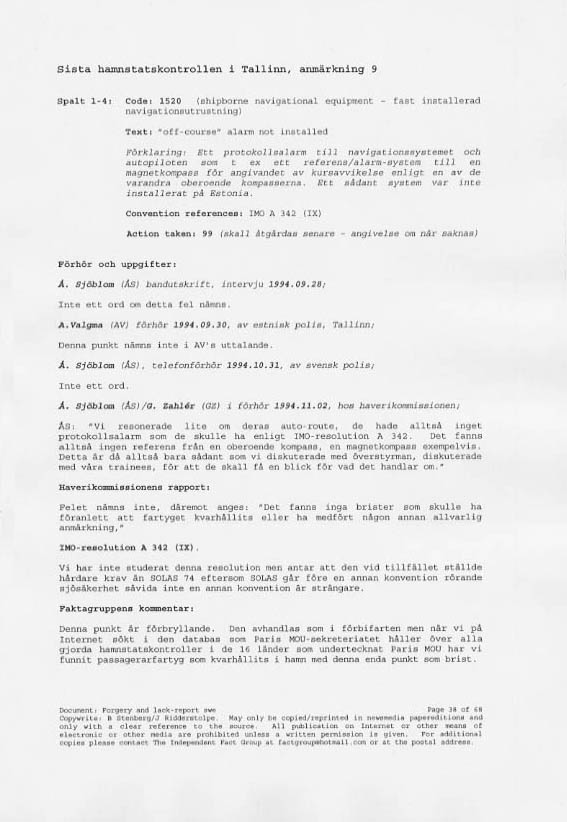 Sista hamnstatskontrollen i Tallinn, anmärkning 9
Spalt 1-4: Code: 1520 (shipborne navigational equipment - fast installerad
navigationsutrustning)
Text: "off-course" alarm not installed
Förklaring: Ett protokollsalarm till navigationssystemet och
autopiloten som t ex ett referens/alarm-system till en
magnetkompass för angivandet av kursavvikelse enligt en av de
varandra oberoende kompasserna. Ett sådant system var inte
installerat på Estonia.
Convention references: IMO A 342 (IX)
Action taken: 99 (skall åtgärdas senare - angivelse om när saknas)
Förhör och uppgifter:
Å. Sjöblom (ÅS) bandutskrift, intervju 1994.09.28;
Inte ett ord om detta fel nämns.
A.Valgma (AV) förhör 1994.09.30, av estnisk polis, Tallinn;
Denna punkt nämns inte i AV's uttalande.
Å. Sjöblom (ÅS), telefonförhör 1994.10.31, av svensk polis;
Inte ett ord.
Å. Sjöblom (ÅS)/G. Zahlér (GZ) i förhör 1994.11.02, hos haverikommissionen;
ÅS: "Vi resonerade lite om deras auto-route, de hade alltså inget
protokollsalarm som de skulle ha enligt IMO-resolution A 342. Det fanns
alltså ingen referens från en oberoende kompass, en magnetkompass exempelvis.
Detta är då alltså bara sådant som vi diskuterade med överstyrman, diskuterade
med våra trainees, för att de skall få en blick för vad det handlar om."
Haverikommissionens rapport:
Felet nämns inte, däremot anges: "Det fanns inga brister som skulle ha
föranlett att fartyget kvarhållits eller ha medfört någon annan allvarlig
anmärkning,"
IMO-resolution A 342 (IX).
Vi har inte studerat denna resolution men antar att den vid tillfället ställde
hårdare krav än SOLAS 74 eftersom SOLAS går före en annan konvention rörande
sjösäkerhet såvida inte en annan konvention är strängare.
Faktagruppens kommentar:
Denna punkt är förbryllande. Den avhandlas som i förbifarten men när vi på
Internet sökt i den databas som Paris MOU-sekreteriatet håller över alla
gjorda hamnstatskontroller i de 16 länder som undertecknat Paris MOU har vi
funnit passagerarfartyg som kvarhållits i hamn med denna enda punkt som brist.
Document: Forgery and lack-report swe Page 38 of 68
Copywrite: B Stenberg/J Ridderstolpe. May only be copied/reprinted in newsmedia papereditions and
only with a clear reference to the source. All publication on Internet or other means of
electronic or other media are prohibited unless a written permission is given. For additional
copies please contact The Independent Fact Group at factgroup@hotmail.com or at the postal address.